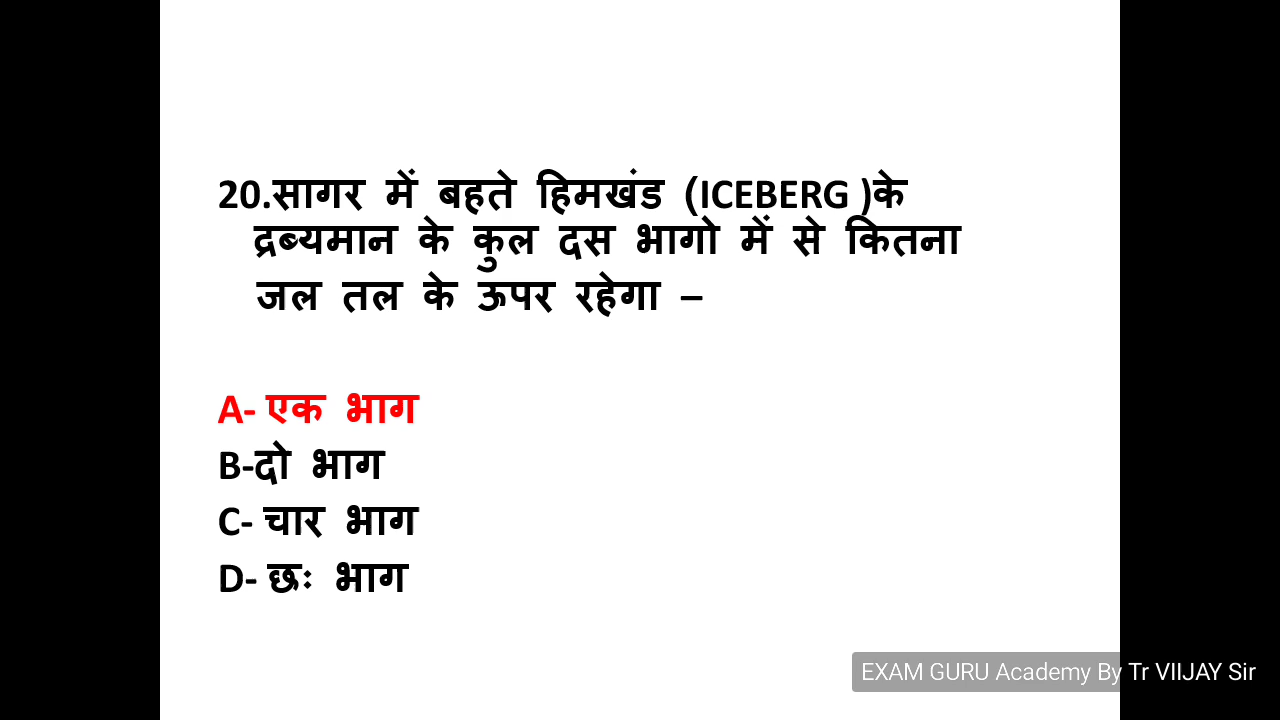 20.सागर में बहते हिमखंड (ICEBERG )के
द्रब्यमान के कुल दस भागो में से कितना
जल तल के ऊपर रहेगा –
A- एक भाग
B-दो भाग
C- चार भाग
D- छः भाग
EXAM GURU Academy By Tr VIIJAY Sir